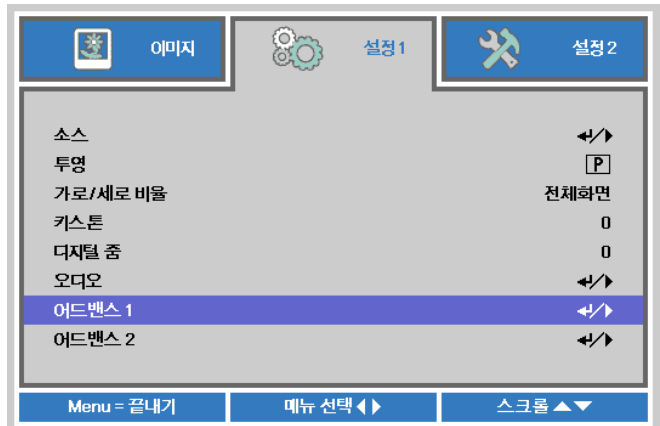 이미지 설정1 설정2
소스 ↵/▶
투영 P
가로/세로 비율 전체화면
키스톤 0
디지털 줌 0
오디오 ↵/▶
어드밴스 1 ↵/▶
어드밴스 2 ↵/▶
Menu = 끝내기 메뉴 선택 ◀ ▶ 스크롤 ▲▼